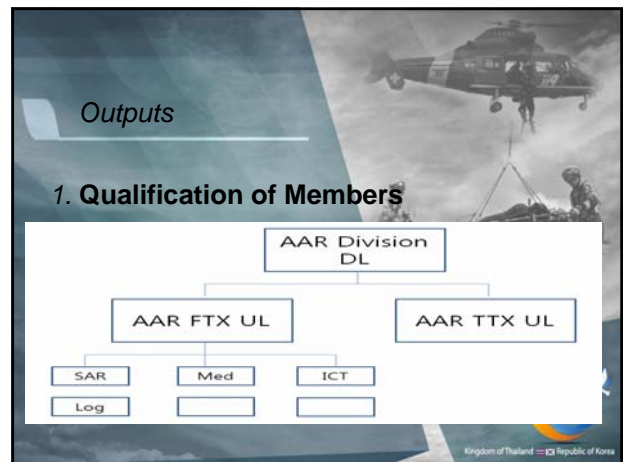 119
Outputs
1. Qualification of Members
AAR Division
DL
AAR FTX UL
AAR TTX UL
SAR
Med
ICT
Log
Kingdom of Thailand Republic of Korea